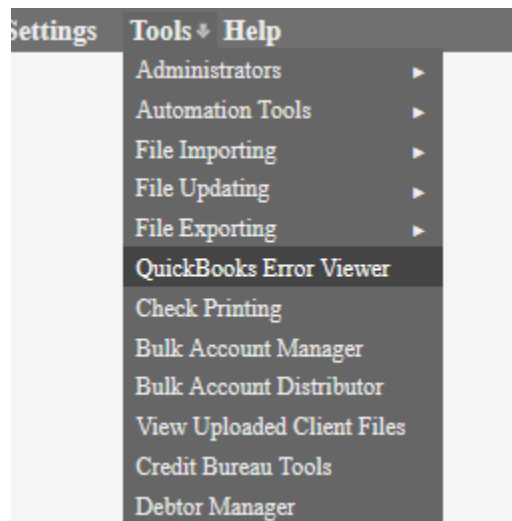 Settings Tools Help
Administrators
Automation Tools
File Importing
File Updating
File Exporting
QuickBooks Error Viewer
Check Printing
Bulk Account Manager
Bulk Account Distributor
View Uploaded Client Files
Credit Bureau Tools
Debtor Manager